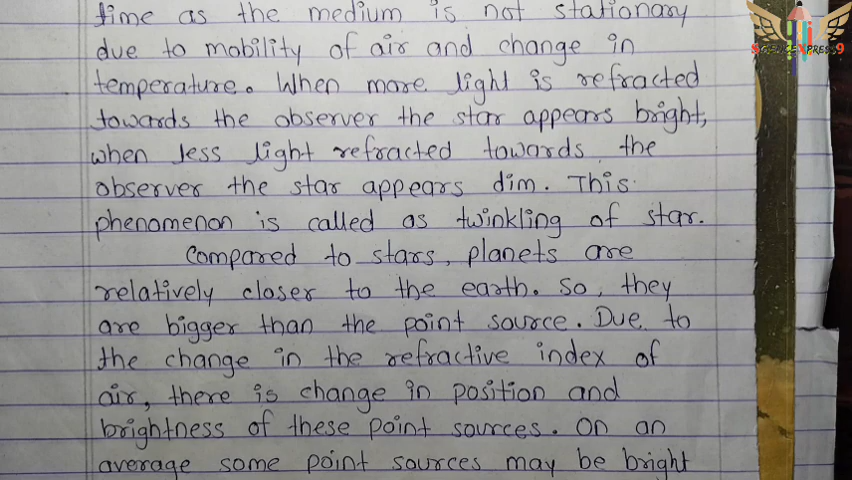 time as the medium is not stationary
due to mobility of air and change in
temperature. When more light is refracted
towards the observer the star appears bright,
when less light refracted towards the
observer the star appears dim. This
phenomenon is called as twinkling of star.
Compared to stars, planets are
relatively closer to the earth. So, they
are bigger than the point source. Due to
the change in the refractive index of
air, there is change in position and
brightness of these point sources. On an
average some point sources may be bright
SCIENCEXPRESS9